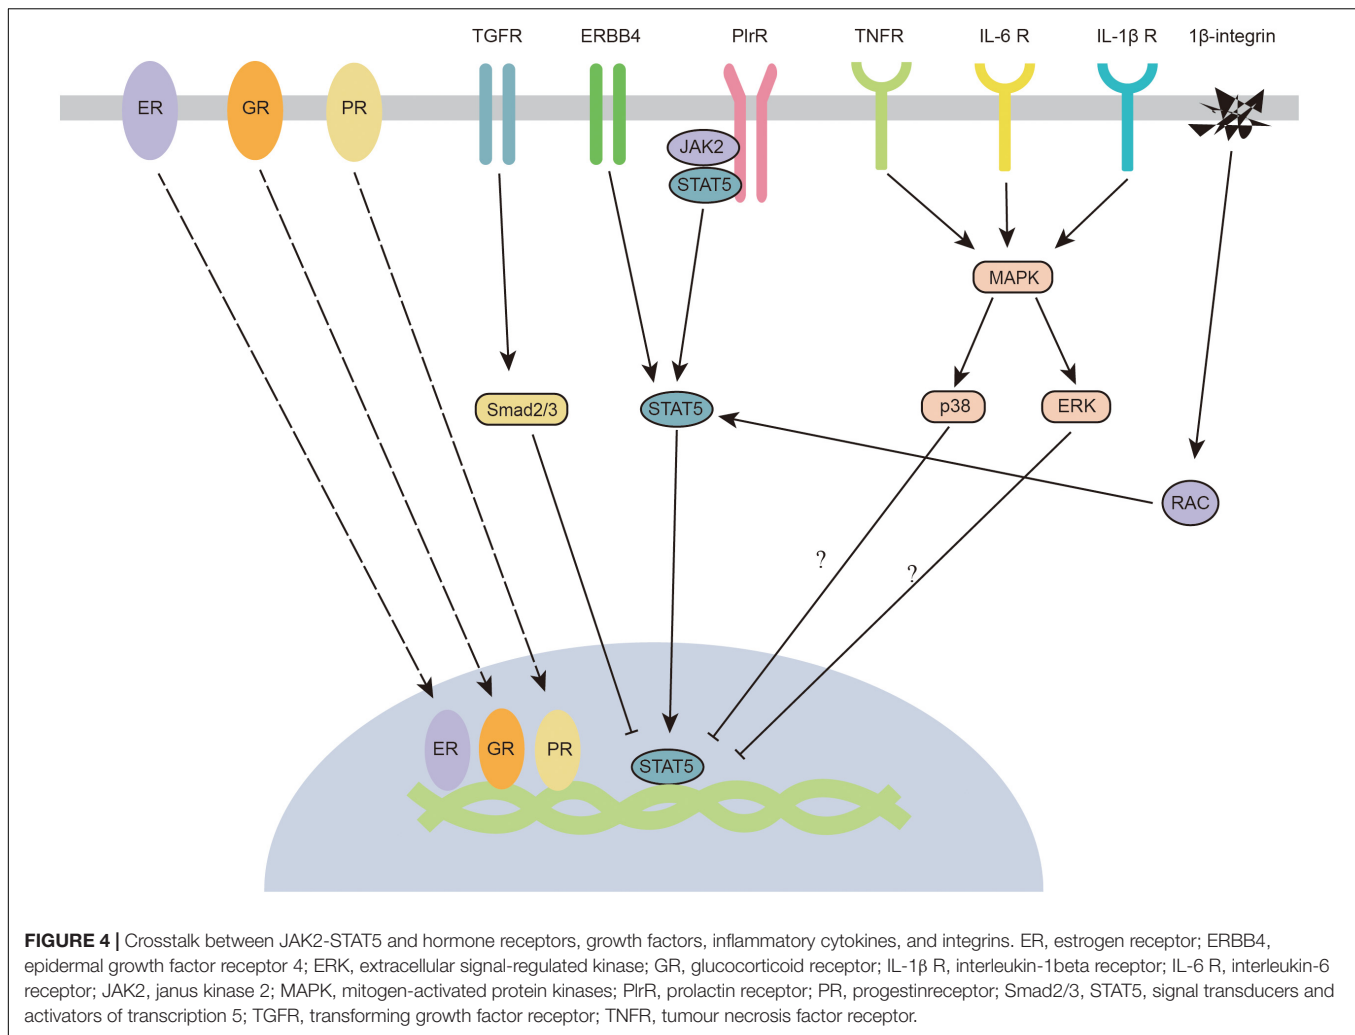 TGFR ERBB4 PlrR TNFR IL-6 R IL-1β R 1β-integrin
ER GR PR
JAK2
STAT5
MAPK
Smad2/3 STAT5 p38 ERK
RAC
?
?
ER GR PR STAT5
FIGURE 4 | Crosstalk between JAK2-STAT5 and hormone receptors, growth factors, inflammatory cytokines, and integrins. ER, estrogen receptor; ERBB4,
epidermal growth factor receptor 4; ERK, extracellular signal-regulated kinase; GR, glucocorticoid receptor; IL-1β R, interleukin-1beta receptor; IL-6 R, interleukin-6
receptor; JAK2, janus kinase 2; MAPK, mitogen-activated protein kinases; PlrR, prolactin receptor; PR, progestinreceptor; Smad2/3, STAT5, signal transducers and
activators of transcription 5; TGFR, transforming growth factor receptor; TNFR, tumour necrosis factor receptor.